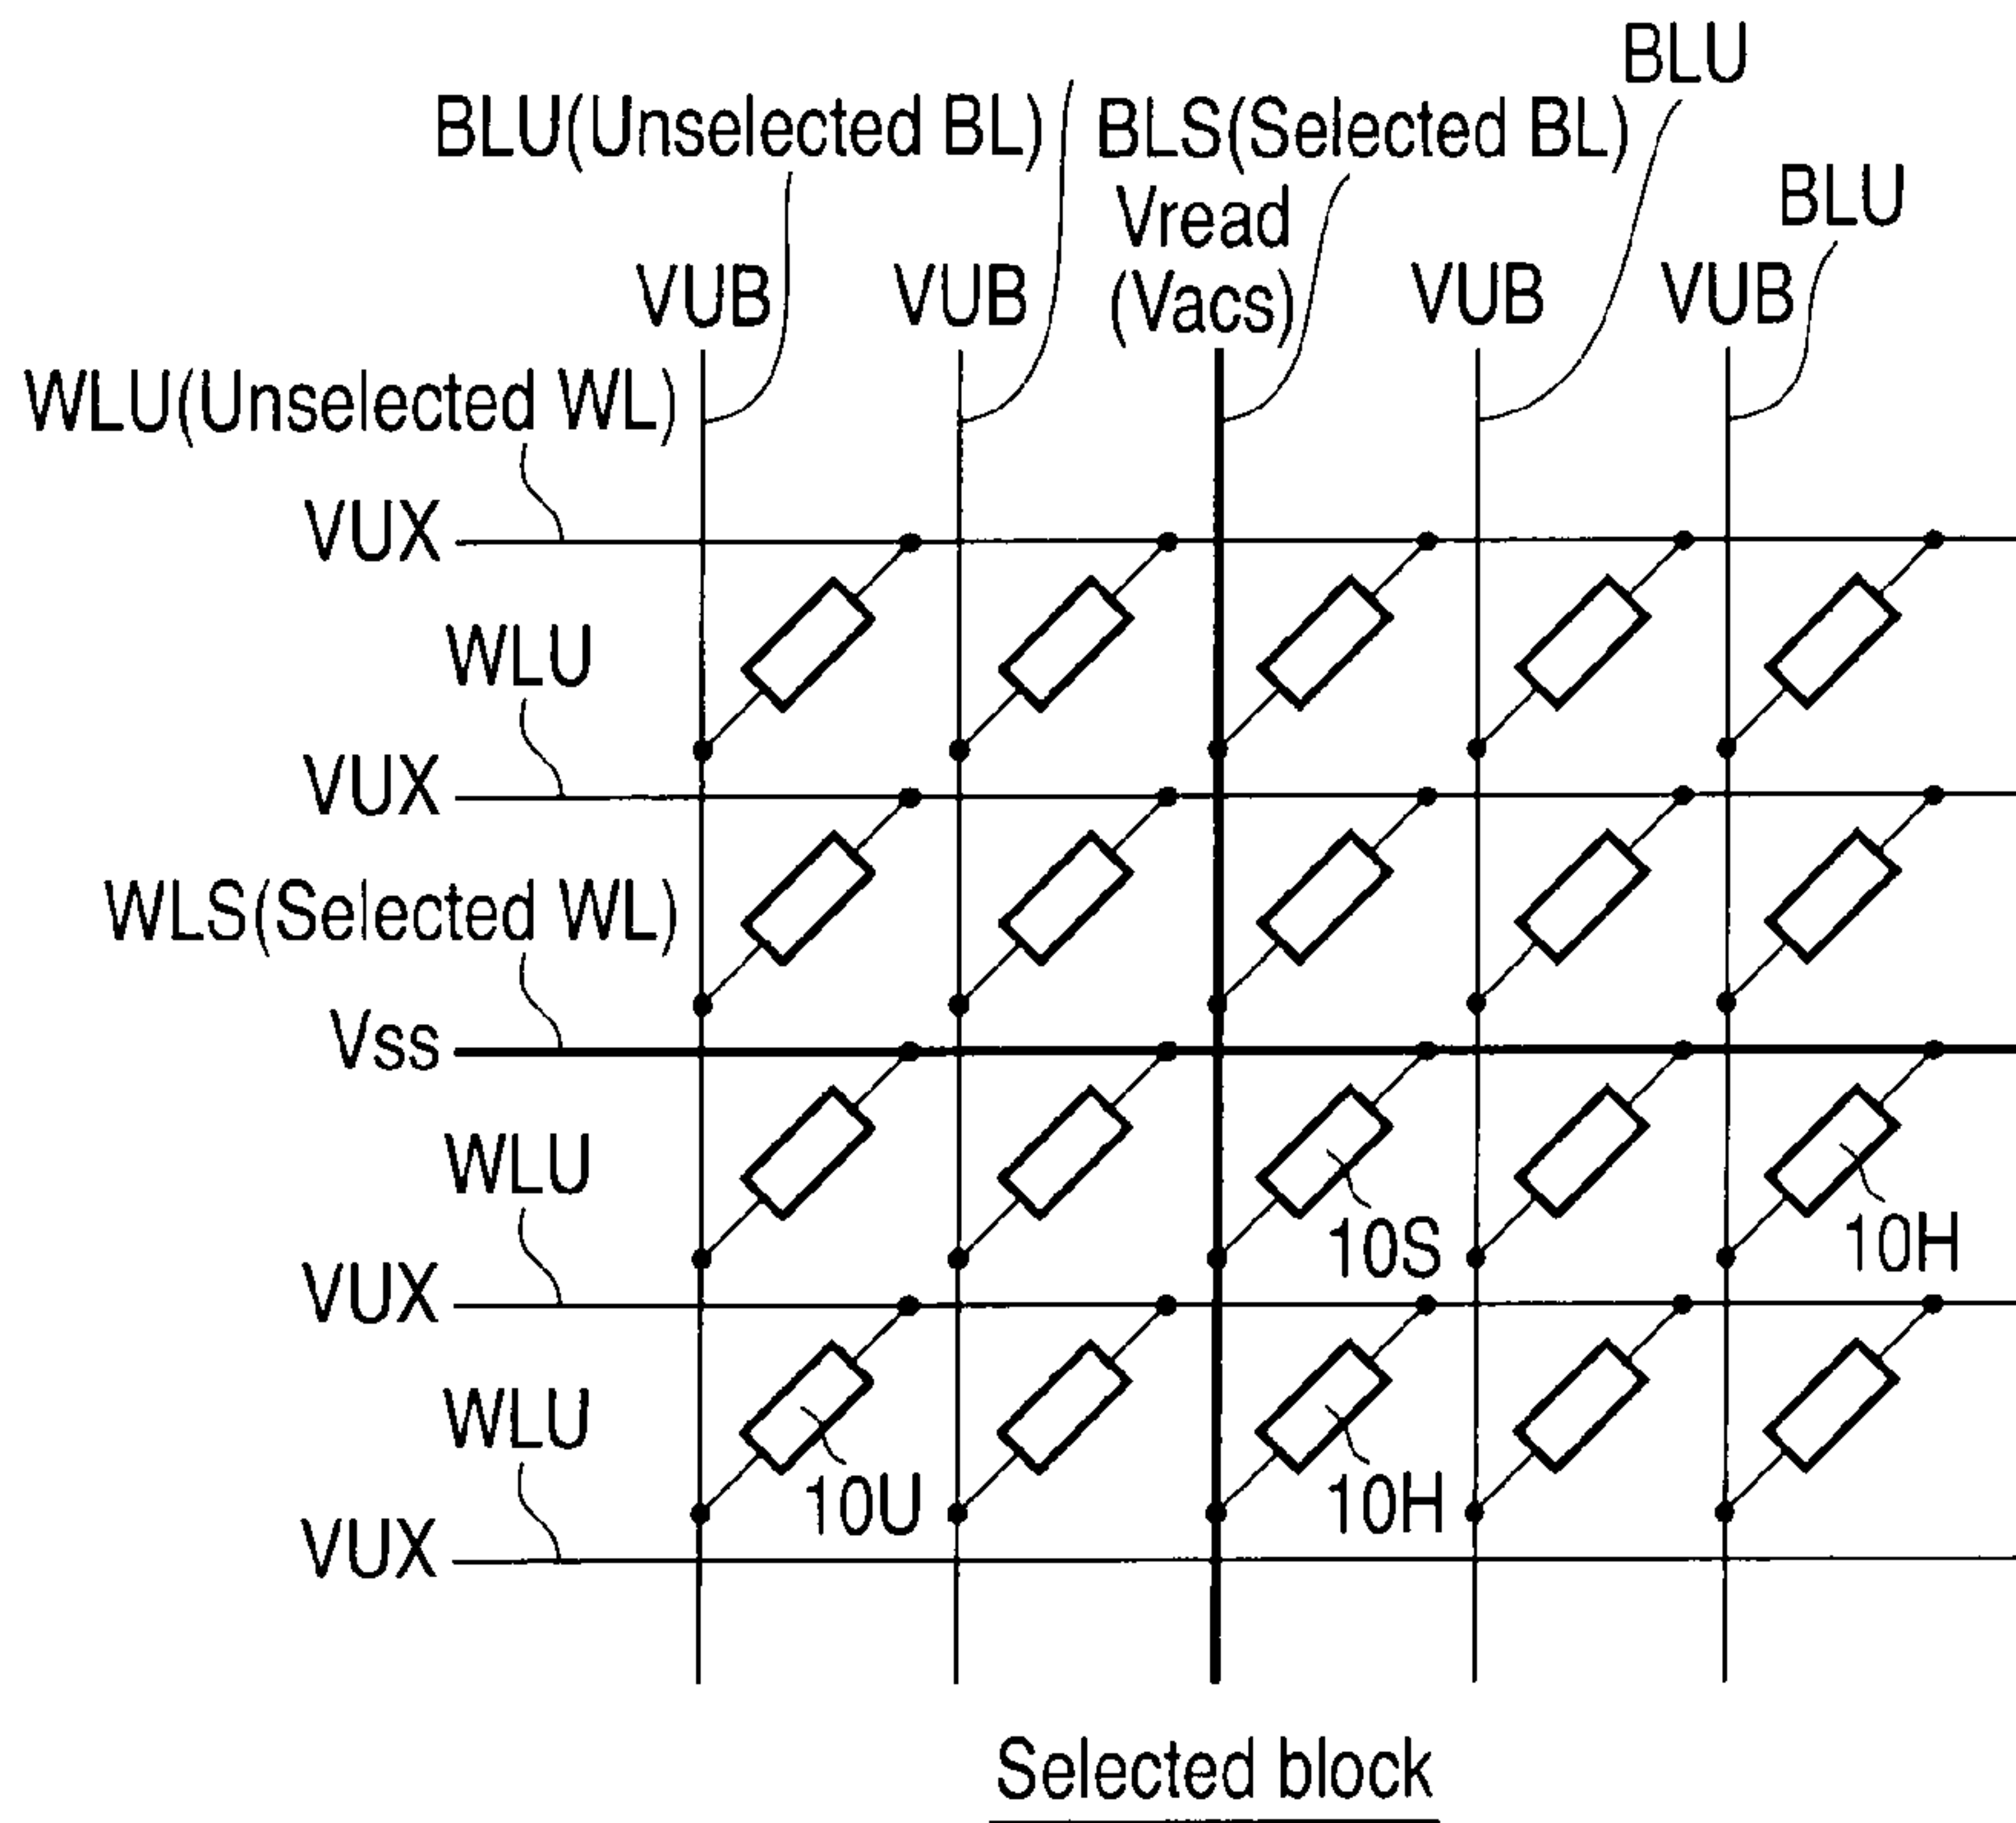 BLU
BLU(Unselected BL)
BLS(Selected BL)
Vread
(Vacs)
BLU
VUB
VUB
VUB
VUB
WLU(Unselected WL)
VUX
WLU
VUX
WLS(Selected WL)
Vss
WLU
10S
10H
VUX
WLU
10U
10H
VUX
Selected block